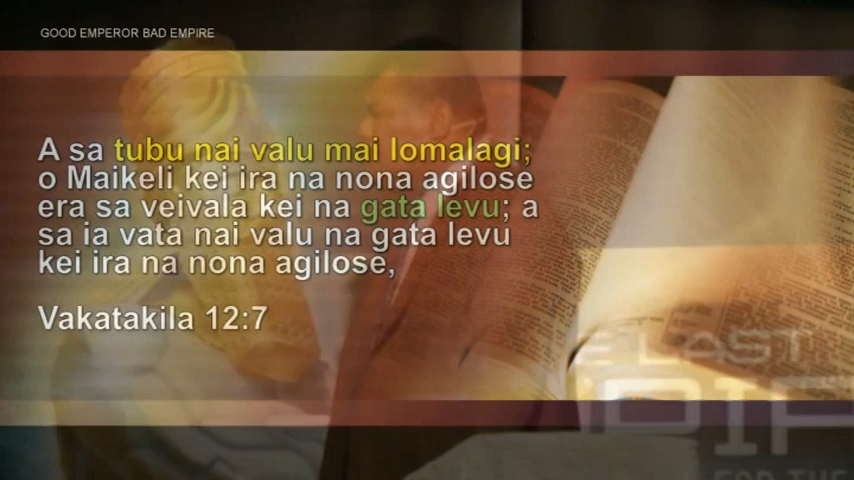 GOOD EMPEROR BAD EMPIRE
A sa tubu nai valu mai lomalagi;
o Maikeli kei ira na nona agilose
era sa veivala kei na gata levu; a
sa ia vata nai valu na gata levu
kei ira na nona agilose,
Vakatakila 12:7
LAST
FOR THE